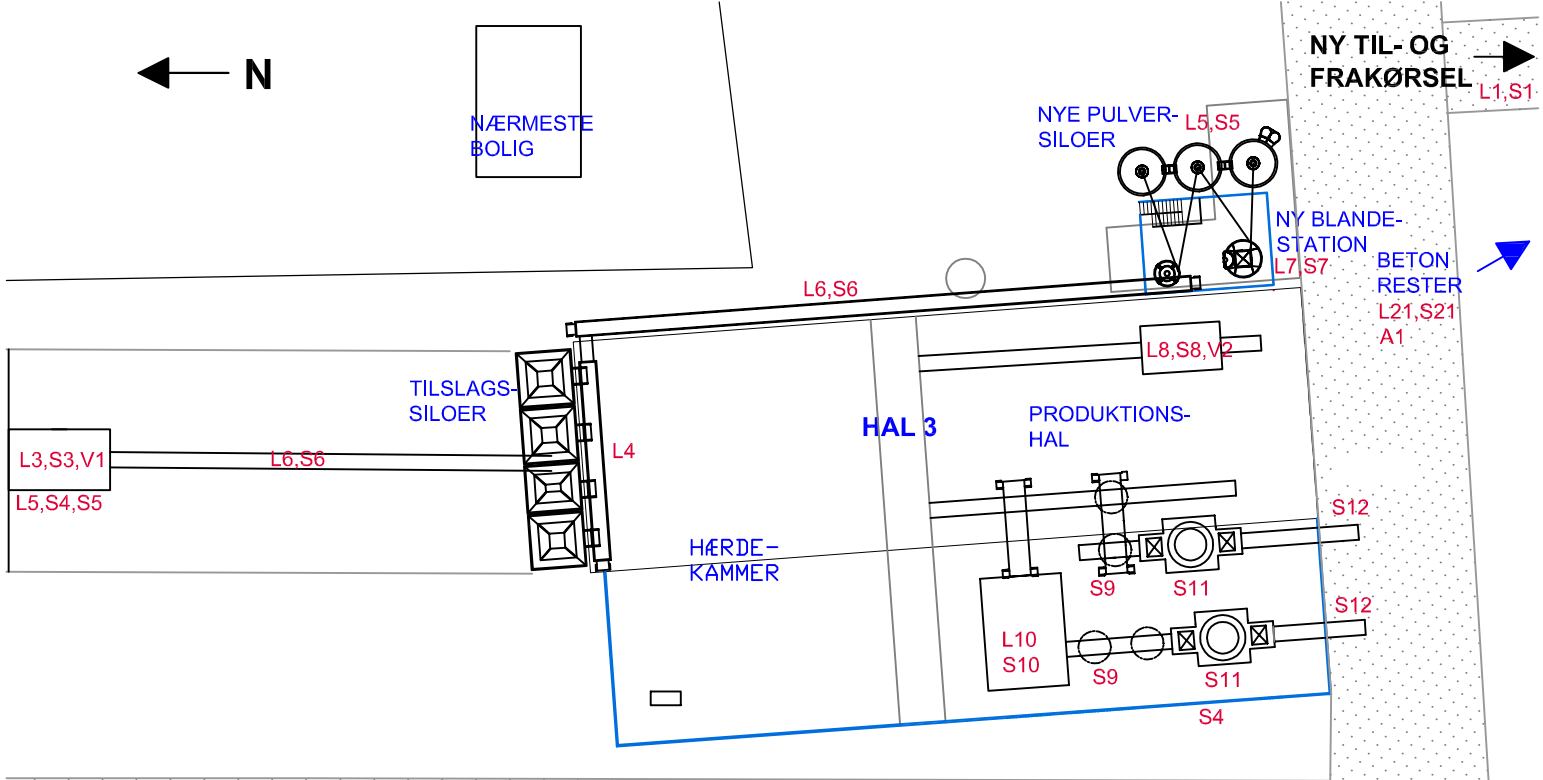 N
NY TIL- OG
FRAKØRSEL
L1,S1
NÆRMESTE
BOLIG
NYE PULVER-
SILOER
L5,S5
NY BLANDE-
STATION
L7,S7
BETON
RESTER
L21,S21
A1
L6,S6
L8,S8,V2
TILSLAGS-
SILOER
HAL 3
PRODUKTIONS-
HAL
L3,S3,V1
L6,S6
L4
L5,S4,S5
S12
HÆRDE-
KAMMER
S9
S11
S12
L10
S10
S9
S11
S4